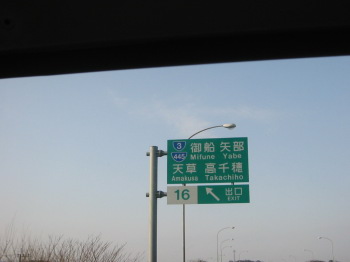 3 御船 矢部
445 Mifune Yabe
天草 高千穂
Amakusa Takachiho
16 出口
EXIT